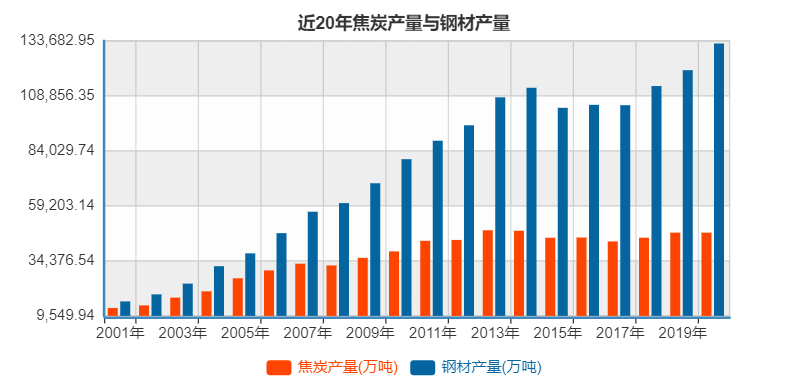 近20年焦炭产量与钢材产量
133,682.95
108,856.35
84,029.74
59,203.14
34,376.54
9,549.94
2001年 2003年 2005年 2007年 2009年 2011年 2013年 2015年 2017年 2019年
焦炭产量(万吨) 钢材产量(万吨)